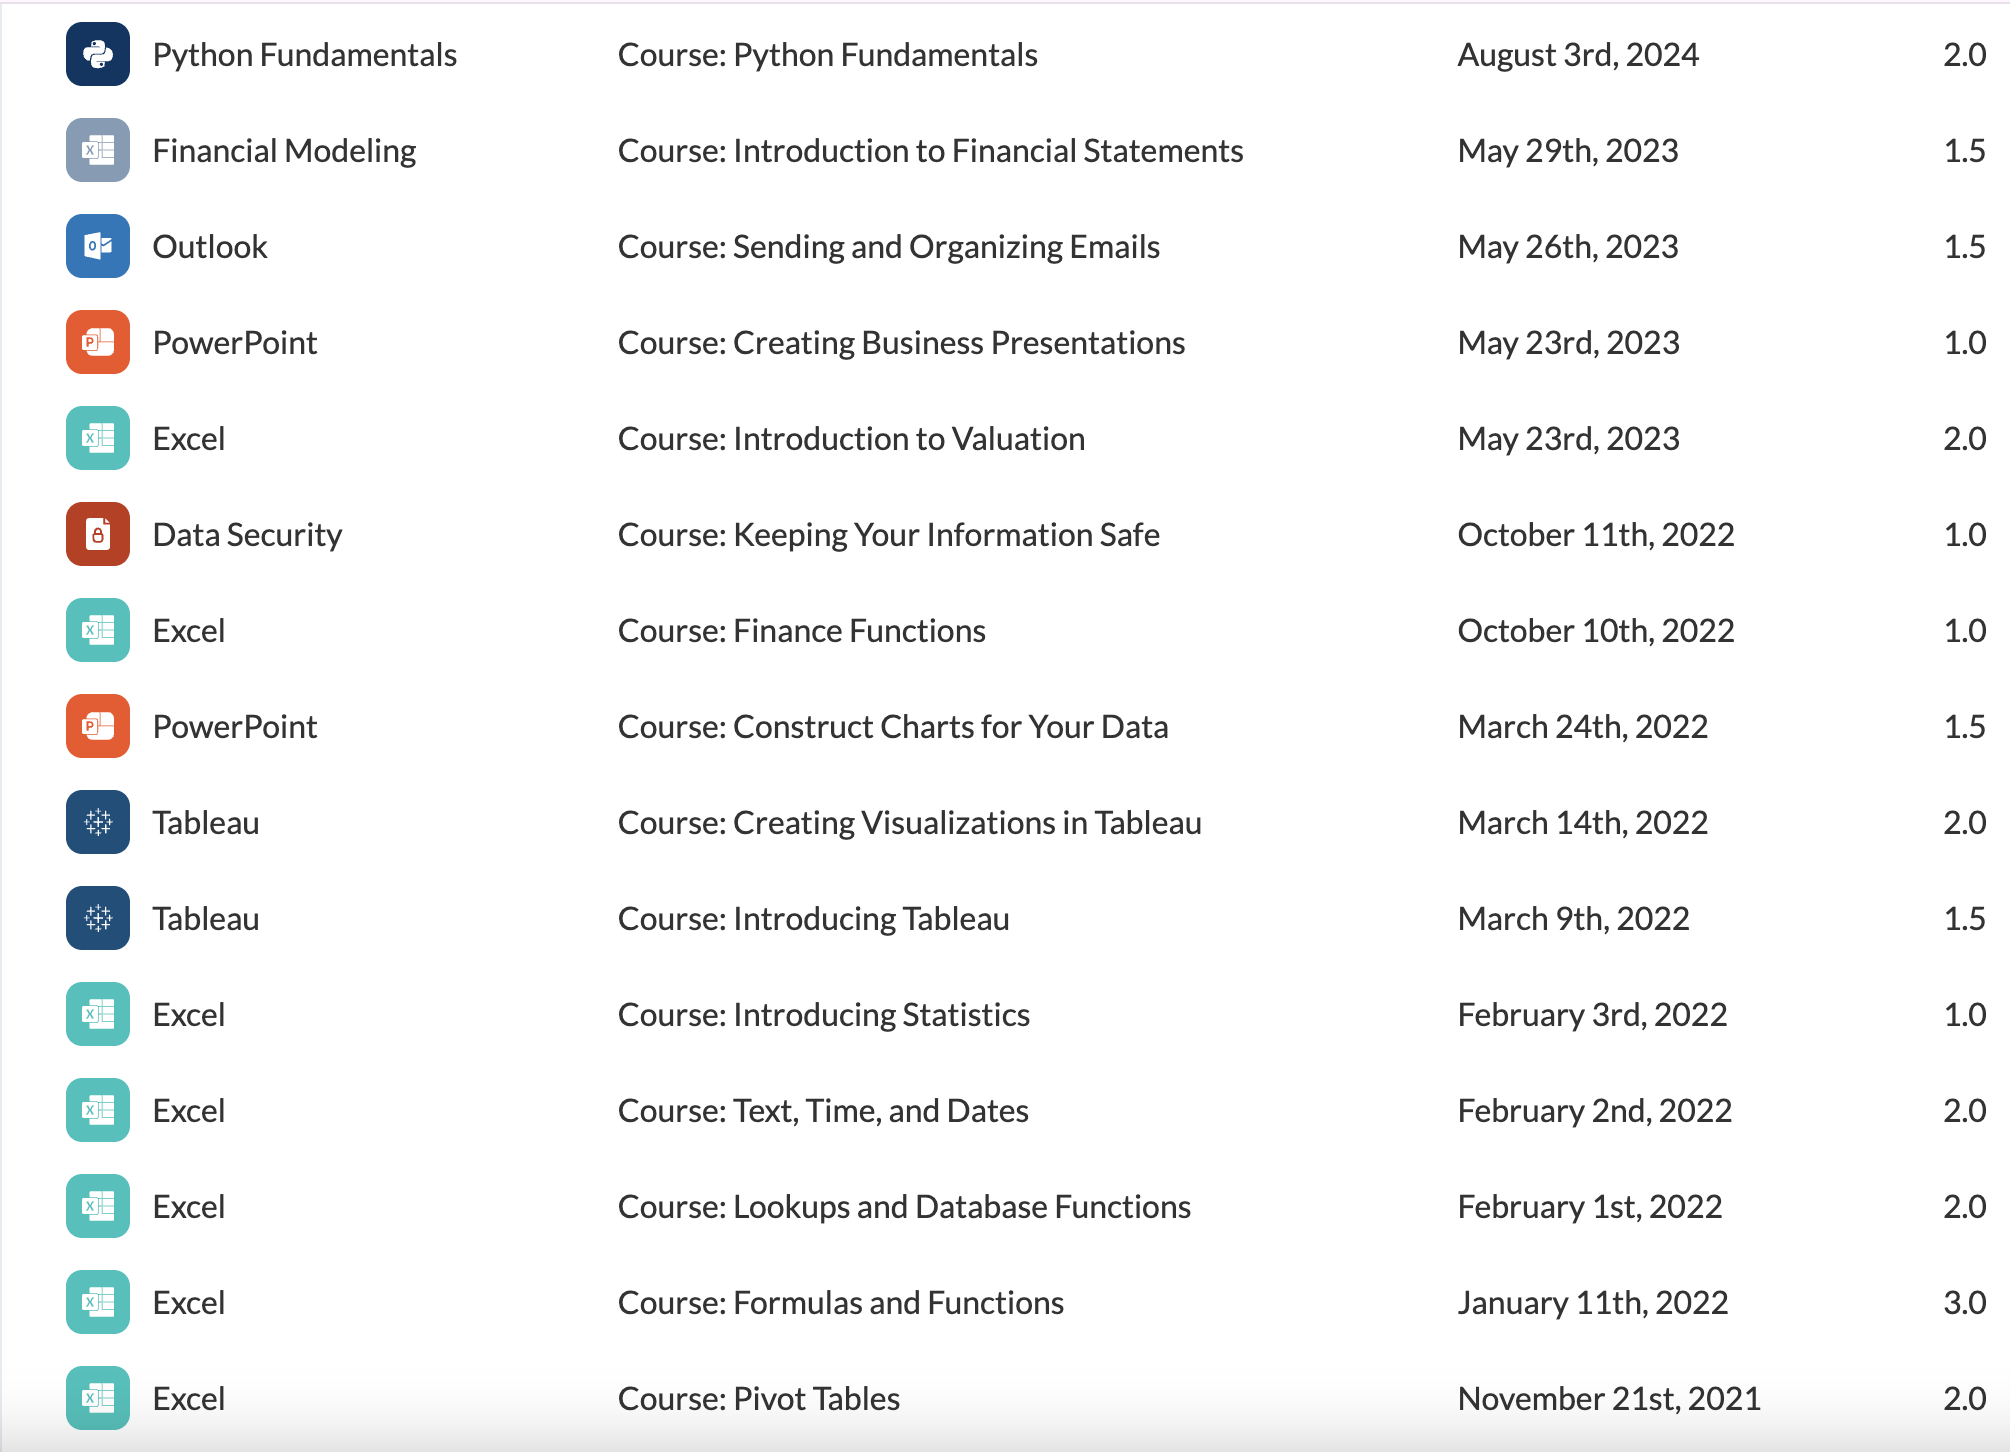 Python Fundamentals Course: Python Fundamentals August 3rd, 2024 2.0
Financial Modeling Course: Introduction to Financial Statements May 29th, 2023 1.5
Outlook Course: Sending and Organizing Emails May 26th, 2023 1.5
PowerPoint Course: Creating Business Presentations May 23rd, 2023 1.0
Excel Course: Introduction to Valuation May 23rd, 2023 2.0
Data Security Course: Keeping Your Information Safe October 11th, 2022 1.0
Excel Course: Finance Functions October 10th, 2022 1.0
PowerPoint Course: Construct Charts for Your Data March 24th, 2022 1.5
Tableau Course: Creating Visualizations in Tableau March 14th, 2022 2.0
Tableau Course: Introducing Tableau March 9th, 2022 1.5
Excel Course: Introducing Statistics February 3rd, 2022 1.0
Excel Course: Text, Time, and Dates February 2nd, 2022 2.0
Excel Course: Lookups and Database Functions February 1st, 2022 2.0
Excel Course: Formulas and Functions January 11th, 2022 3.0
Excel Course: Pivot Tables November 21st, 2021 2.0